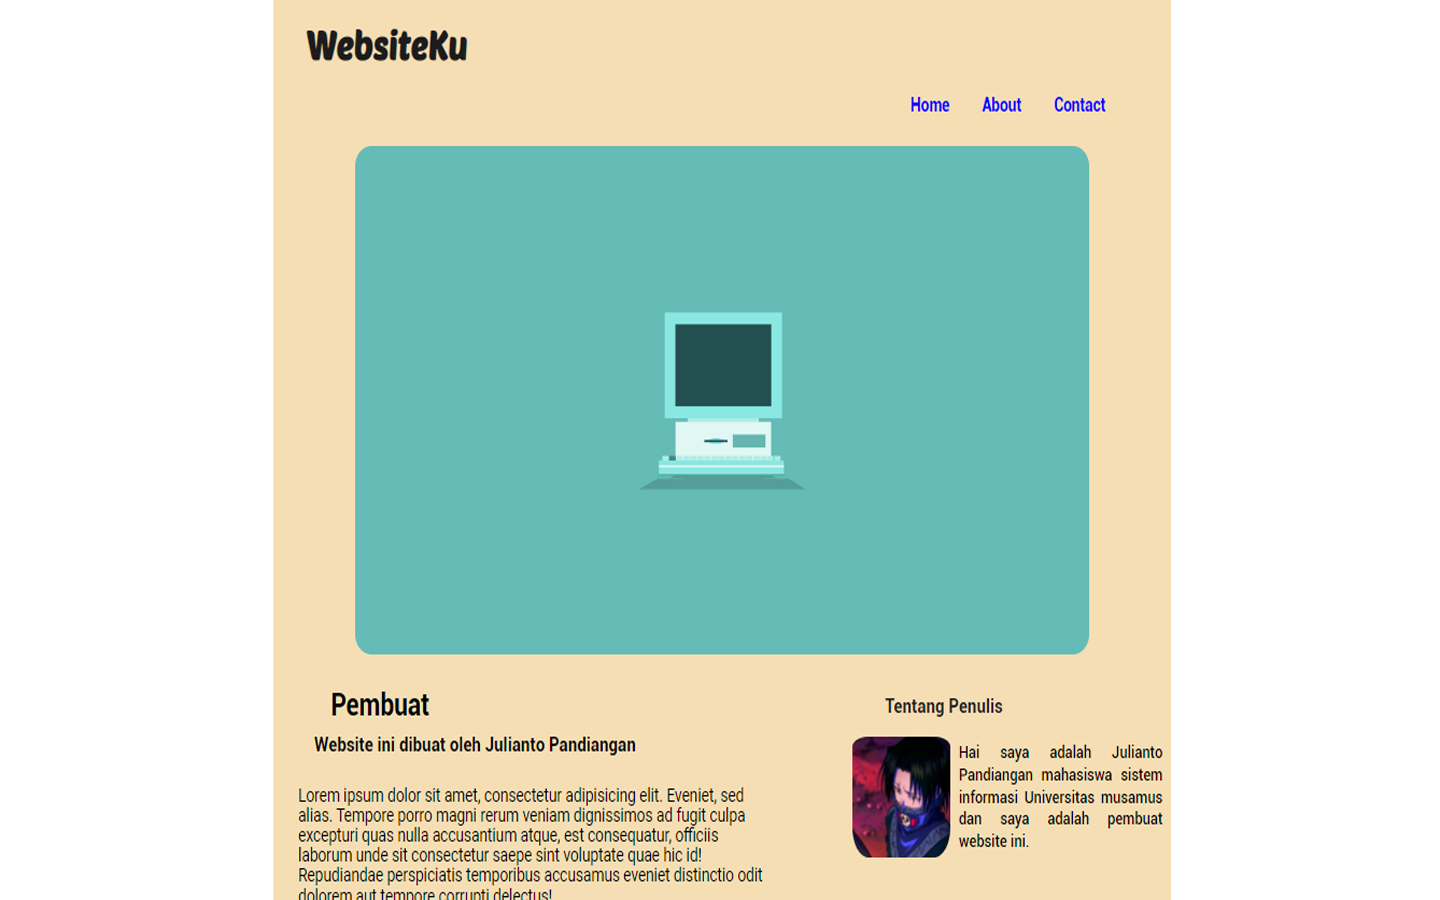 WebsiteKu
Home About Contact
Pembuat
Website ini dibuat oleh Julianto Pandiangan
Lorem ipsum dolor sit amet, consectetur adipisicing elit. Eveniet, sed
alias. Tempore porro magni rerum veniam dignissimos ad fugit culpa
excepturi quas nulla accusantium atque, est consequatur, officiis
laborum unde sit consectetur saepe sint voluptate quae hic id!
Repudiandae perspiciatis temporibus accusamus eveniet distinctio odit
dolorem aut tempore corrupti delectus!
Tentang Penulis
Hai saya adalah Julianto
Pandiangan mahasiswa sistem
informasi Universitas musamus
dan saya adalah pembuat
website ini.